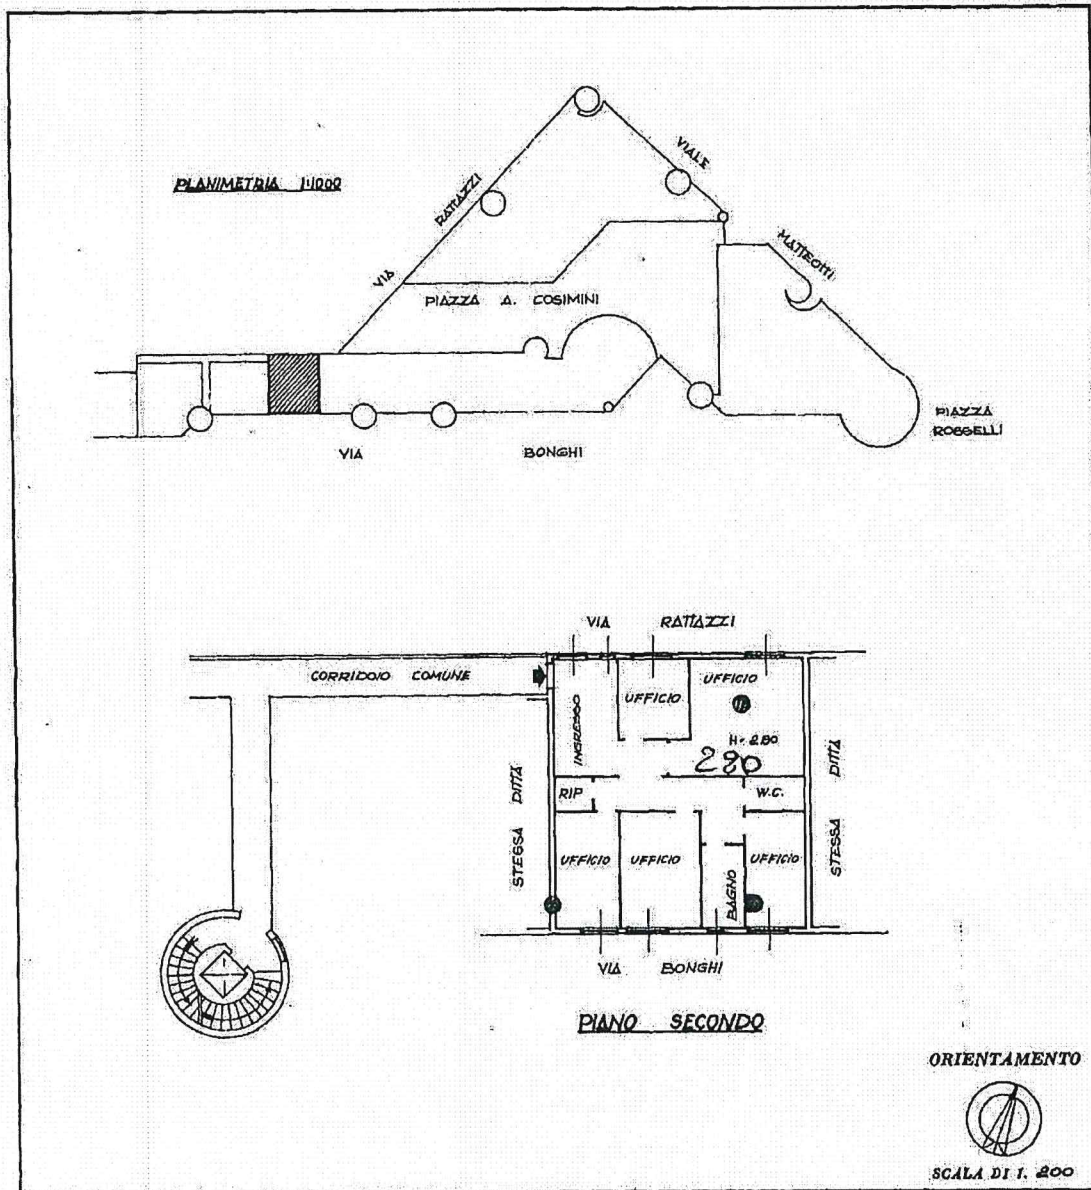 PLANIMETRIA 1:1000
VIA RATTAZZI
VIALE MATTEOTTI
PIAZZA A. COSIMINI
PIAZZA
ROSSELLI
VIA BONGHI
VIA RATTAZZI
CORRIDOIO COMUNE
INGRESSO
UFFICIO
UFFICIO
H= 2.80
280
STESSA DITTA
STESSA DITTA
RIP
W.C.
UFFICIO
UFFICIO
BAGNO
UFFICIO
VIA BONGHI
PIANO SECONDO
ORIENTAMENTO
SCALA DI 1. 200